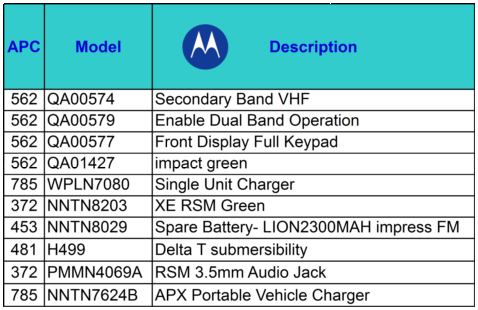 APC Model Description
562 QA00574 Secondary Band VHF
562 QA00579 Enable Dual Band Operation
562 QA00577 Front Display Full Keypad
562 QA01427 impact green
785 WPLN7080 Single Unit Charger
372 NNTN8203 XE RSM Green
453 NNTN8029 Spare Battery- LION2300MAH impress FM
481 H499 Delta T submersibility
372 PMMN4069A RSM 3.5mm Audio Jack
785 NNTN7624B APX Portable Vehicle Charger